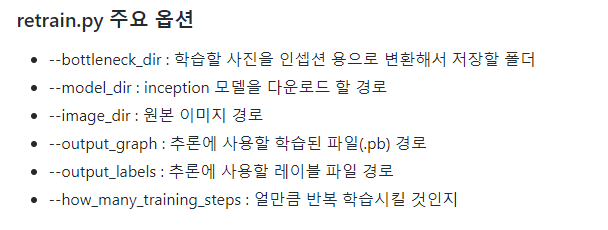 retrain.py 주요 옵션
--bottleneck_dir : 학습할 사진을 인셉션 용으로 변환해서 저장할 폴더
--model_dir : inception 모델을 다운로드 할 경로
--image_dir : 원본 이미지 경로
--output_graph : 추론에 사용할 학습된 파일(.pb) 경로
--output_labels : 추론에 사용할 레이블 파일 경로
--how_many_training_steps : 얼만큼 반복 학습시킬 것인지